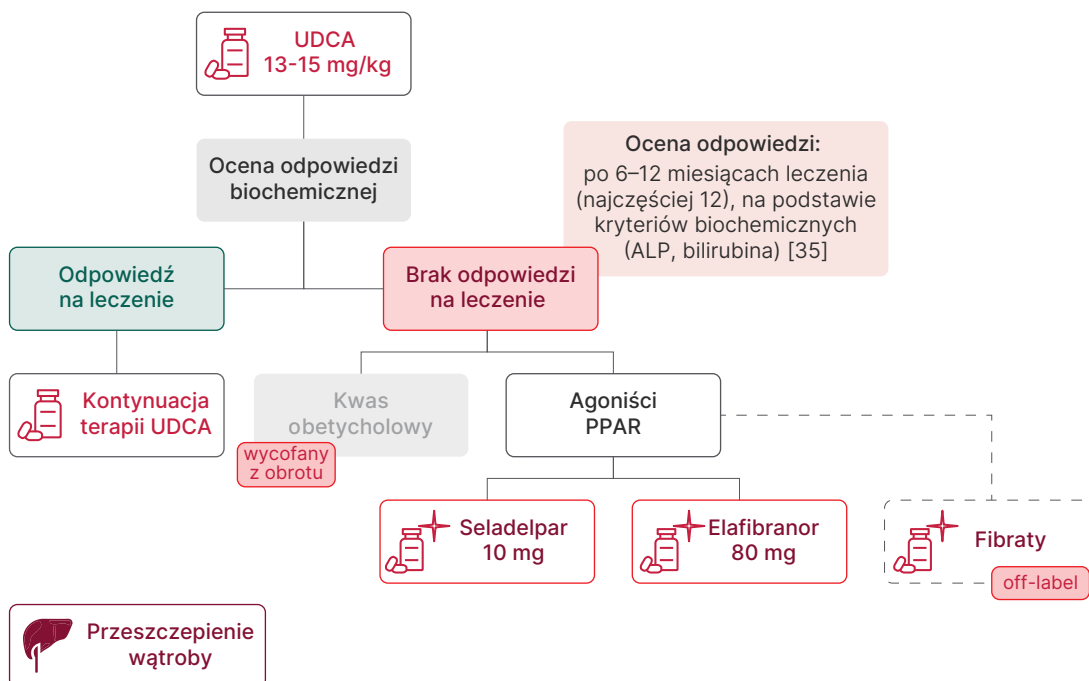 UDCA
13-15 mg/kg
Ocena odpowiedzi
biochemicznej
Ocena odpowiedzi:
po 6–12 miesiącach leczenia
(najczęściej 12), na podstawie
kryteriów biochemicznych
(ALP, bilirubina) [35]
Odpowiedź
na leczenie
Brak odpowiedzi
na leczenie
Kontynuacja
terapii UDCA
Kwas
obetycholowy
wycofany
z obrotu
Agoniści
PPAR
Seladelpar
10 mg
Elafibranor
80 mg
Fibraty
off-label
Przeszczepienie
wątroby